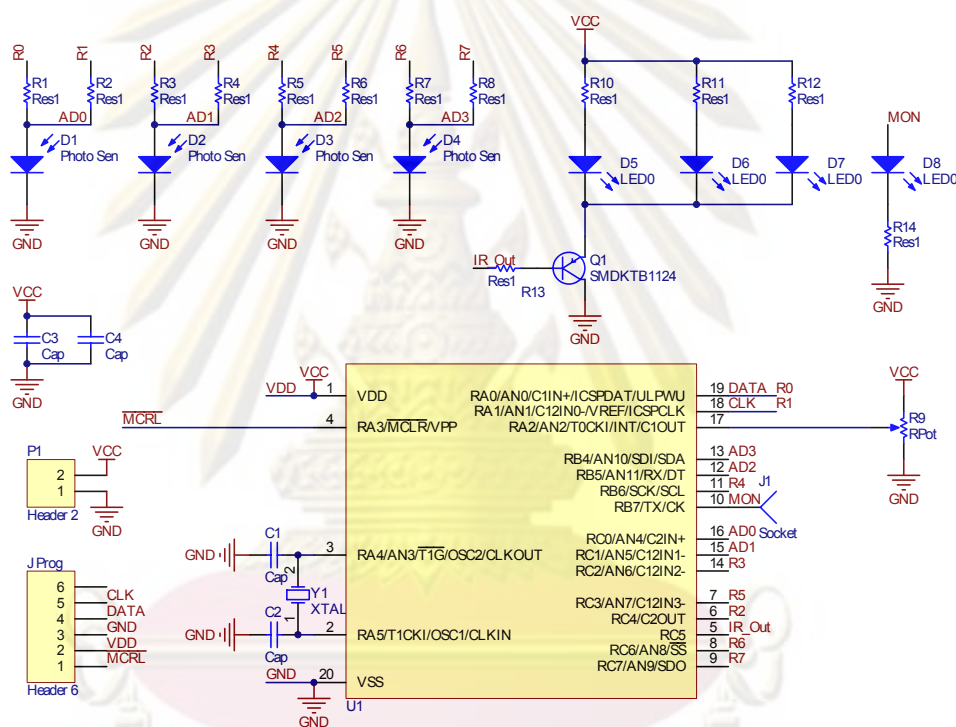 VCC
R0 R1 R2 R3 R4 R5 R6 R7
R1 Res1
R2 Res1
R3 Res1
R4 Res1
R5 Res1
R6 Res1
R7 Res1
R8 Res1
R10 Res1
R11 Res1
R12 Res1
AD0 AD1 AD2 AD3
MON
D1 Photo Sen
D2 Photo Sen
D3 Photo Sen
D4 Photo Sen
D5 LED0
D6 LED0
D7 LED0
D8 LED0
GND GND GND GND
R14 Res1
GND
IR_Out
Res1 R13
Q1
SMDKTB1124
GND
VCC
C3 Cap
C4 Cap
GND
VDD VCC
1 VDD
MCRL
4 RA3/MCLR/VPP
RA0/AN0/C1IN+/ICSPDAT/ULPWU 19 DATA R0
RA1/AN1/C12IN0-/VREF/ICSPCLK 18 CLK R1
RA2/AN2/T0CKI/INT/C1OUT 17
VCC
R9
RPot
GND
RB4/AN10/SDI/SDA 13 AD3
RB5/AN11/RX/DT 12 AD2
RB6/SCK/SCL 11 R4
RB7/TX/CK 10 MON
J1
Socket
RC0/AN4/C2IN+ 16 AD0
RC1/AN5/C12IN1- 15 AD1
RC2/AN6/C12IN2- 14 R3
RC3/AN7/C12IN3- 7 R5
RC4/C2OUT 6 R2
RC5 5 IR_Out
RC6/AN8/SS 8 R6
RC7/AN9/SDO 9 R7
P1
VCC
2
1
GND
Header 2
GND C1 Cap
3 RA4/AN3/T1G/OSC2/CLKOUT
2
Y1
XTAL
1
GND C2 Cap
2 RA5/T1CKI/OSC1/CLKIN
GND 20 VSS
GND
U1
JProg
6
5 CLK
4 DATA
3 GND
2 VDD
1 MCRL
Header 6